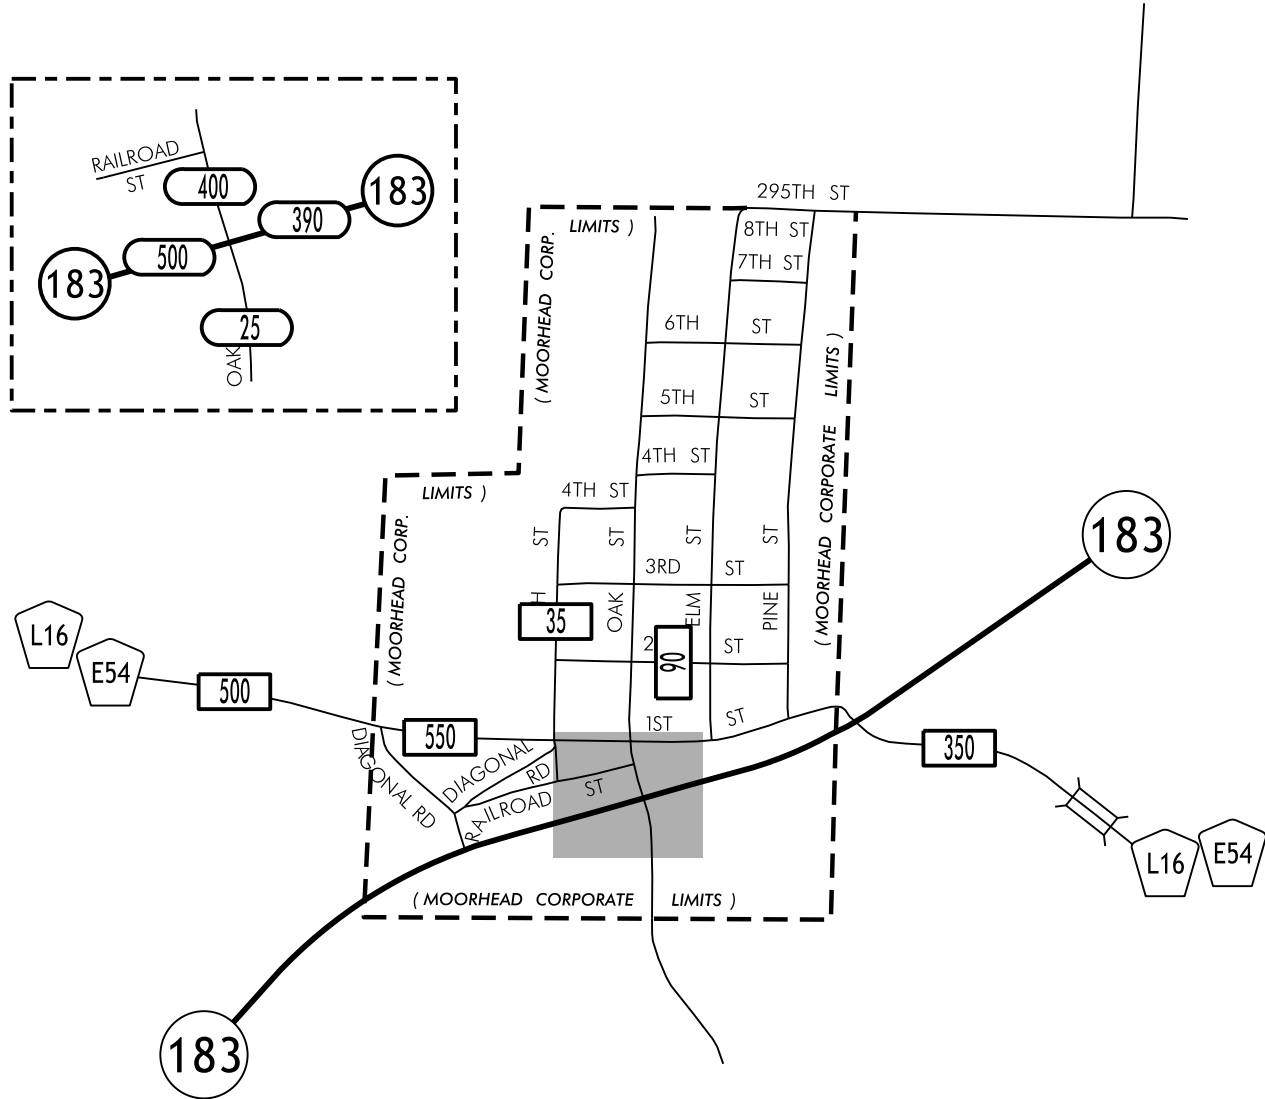 RAILROAD
ST
400
390
183
500
183
25
OAK
295TH ST
LIMITS )
( MOORHEAD CORP.
8TH ST
7TH ST
6TH ST
5TH ST
4TH ST
LIMITS )
4TH ST
( MOORHEAD CORP.
( MOORHEAD CORPORATE LIMITS )
ST
OAK ST
ELM ST
PINE ST
3RD ST
183
35
90
ST
L16
E54
500
550
1ST ST
350
DIAGONAL RD
DIAGONAL
RD
RAILROAD ST
L16
E54
( MOORHEAD CORPORATE LIMITS )
183